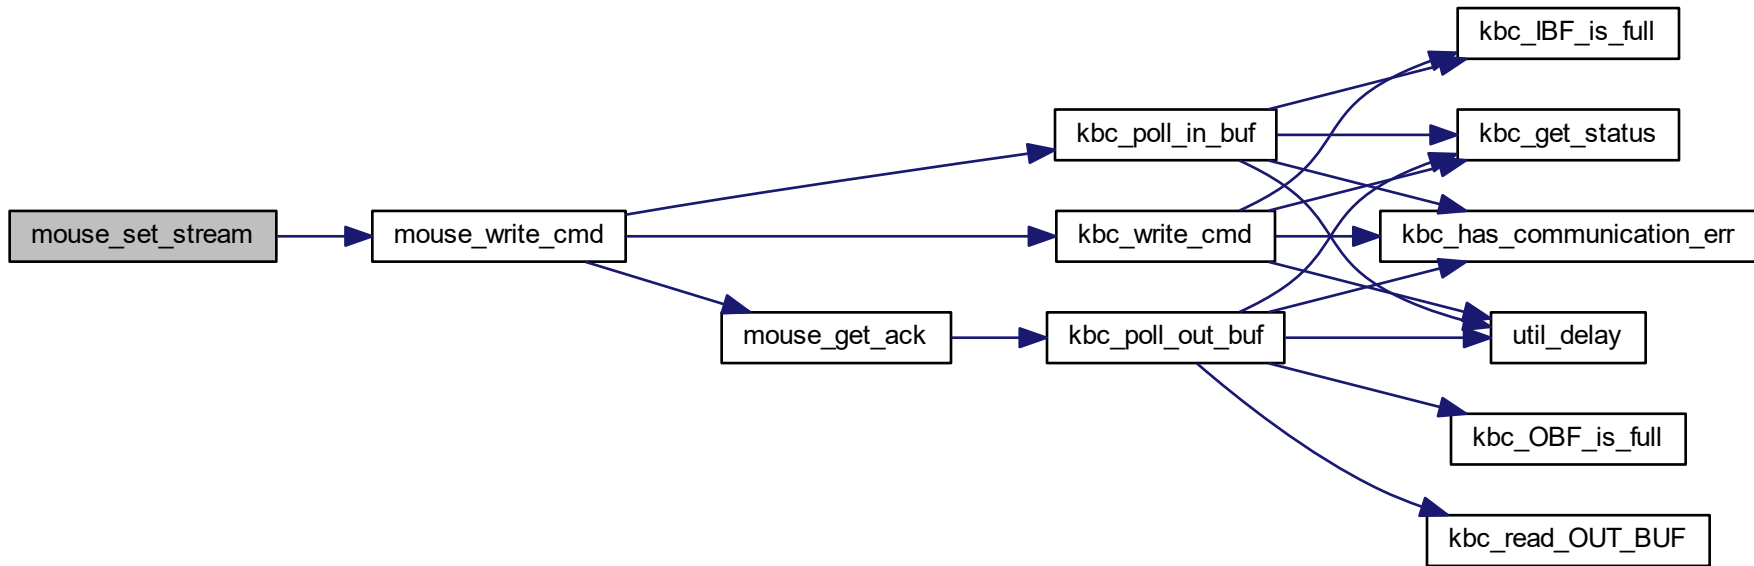 kbc_IBF_is_full
kbc_poll_in_buf
kbc_get_status
mouse_set_stream
mouse_write_cmd
kbc_write_cmd
kbc_has_communication_err
mouse_get_ack
kbc_poll_out_buf
util_delay
kbc_OBF_is_full
kbc_read_OUT_BUF